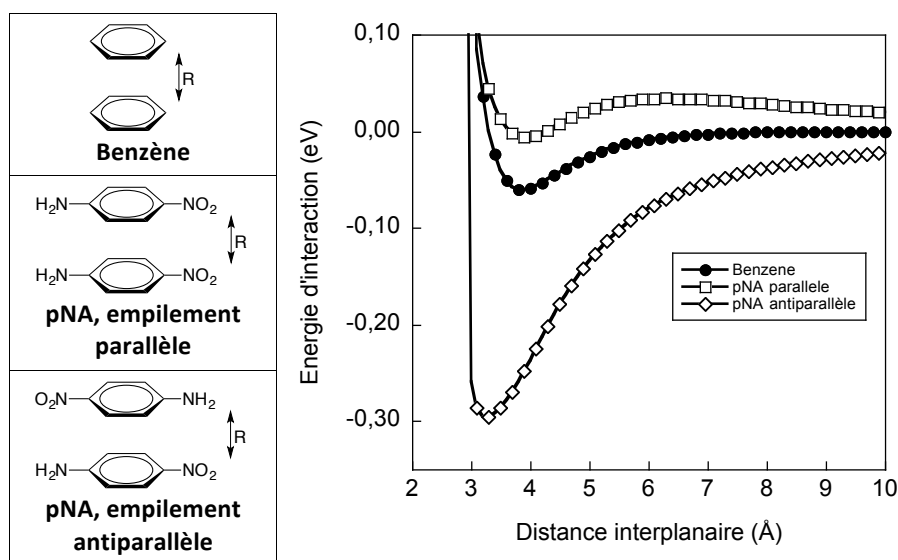 R
Benzène
H₂N
NO₂
R
H₂N
NO₂
pNA, empilement
parallèle
O₂N
NH₂
R
H₂N
NO₂
pNA, empilement
antiparallèle
Energie d'interaction (eV)
0,10
0,00
-0,10
-0,20
-0,30
Benzene
pNA parallele
pNA antiparallèle
2 3 4 5 6 7 8 9 10
Distance interplanaire (Å)